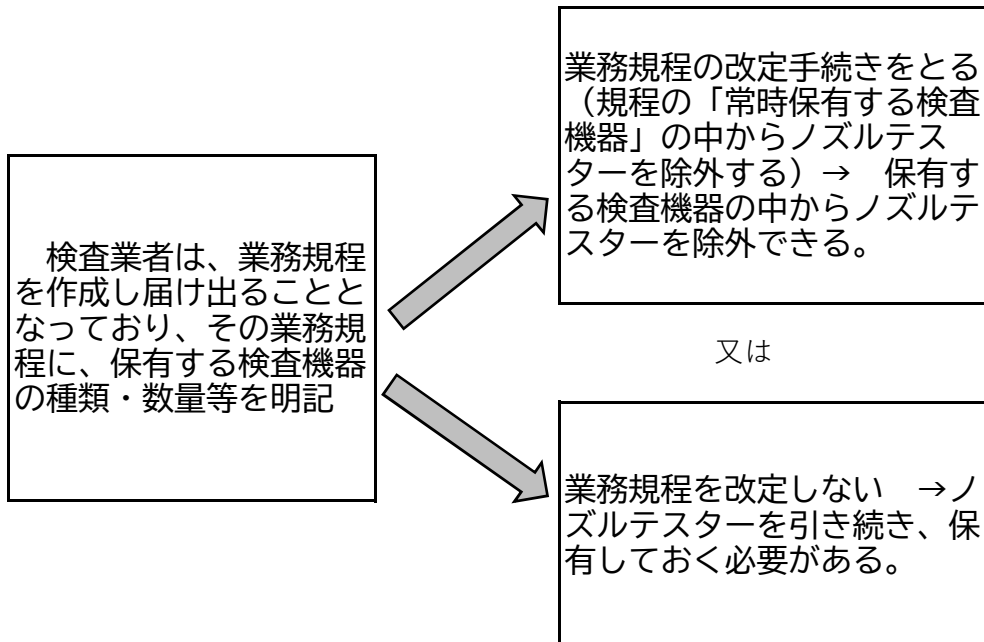 検査業者は、業務規程
を作成し届け出ることと
なっており、その業務規
程に、保有する検査機器
の種類・数量等を明記
業務規程の改定手続きをとる
（規程の「常時保有する検査
機器」の中からノズルテス
ターを除外する）→　保有す
る検査機器の中からノズルテ
スターを除外できる。
又は
業務規程を改定しない　→ノ
ズルテスターを引き続き、保
有しておく必要がある。